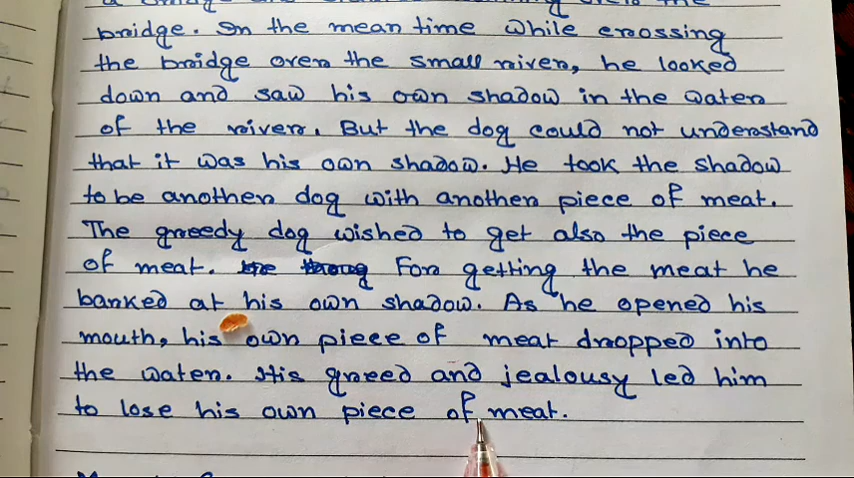 bridge. In the mean time while crossing
the bridge over the small river, he looked
down and saw his own shadow in the water
of the river. But the dog could not understand
that it was his own shadow. He took the shadow
to be another dog with another piece of meat.
The greedy dog wished to get also the piece
of meat. For getting the meat he
barked at his own shadow. As he opened his
mouth, his own piece of meat dropped into
the water. His greed and jealousy led him
to lose his own piece of meat.